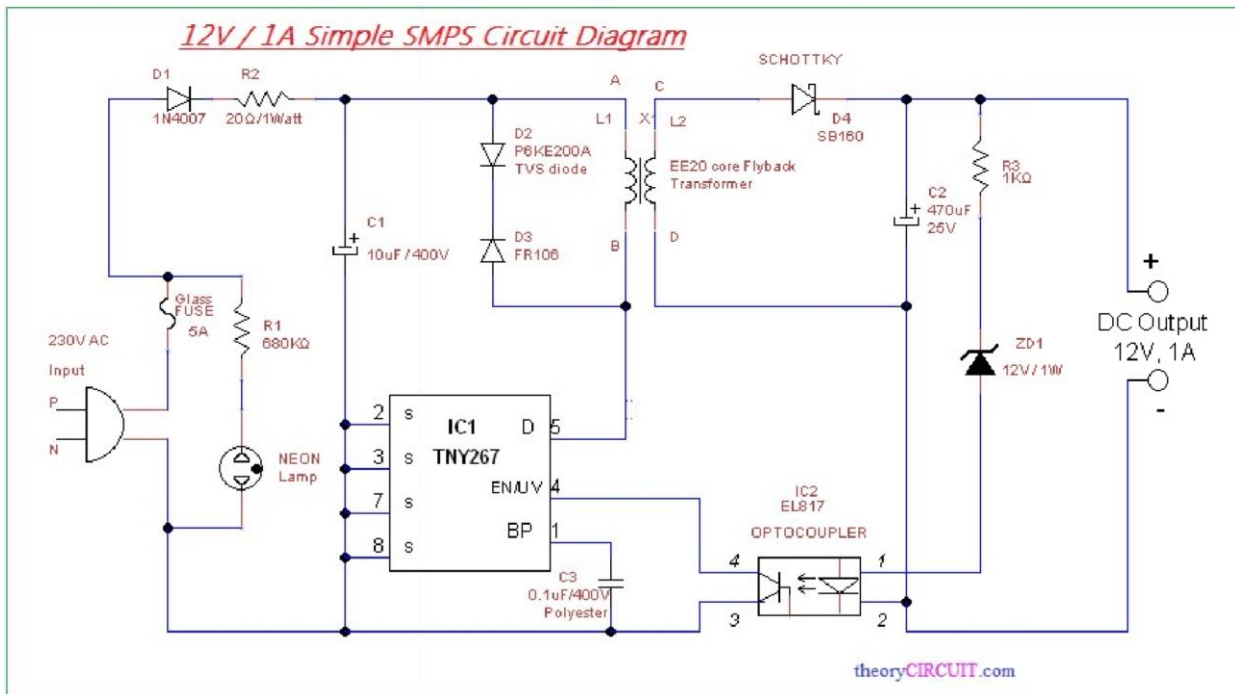 12V / 1A Simple SMPS Circuit Diagram
D1
1N4007
R2
20Ω/1Watt
C1
10uF/400V
D2
P6KE200A
TVS diode
D3
FR106
A
L1
B
X1
C
L2
D
EE20 core Flyback
Transformer
SCHOTTKY
D4
SB160
C2
470uF
25V
R3
1KΩ
ZD1
12V/1W
+
DC Output
12V, 1A
-
Glass
FUSE
5A
R1
680KΩ
230V AC
Input
P
N
NEON
Lamp
IC1
TNY267
2
S
3
S
7
S
8
S
D
5
EN/UV
4
BP
1
C3
0.1uF/400V
Polyester
IC2
EL817
OPTOCOUPLER
4
3
1
2
theoryCIRCUIT.com